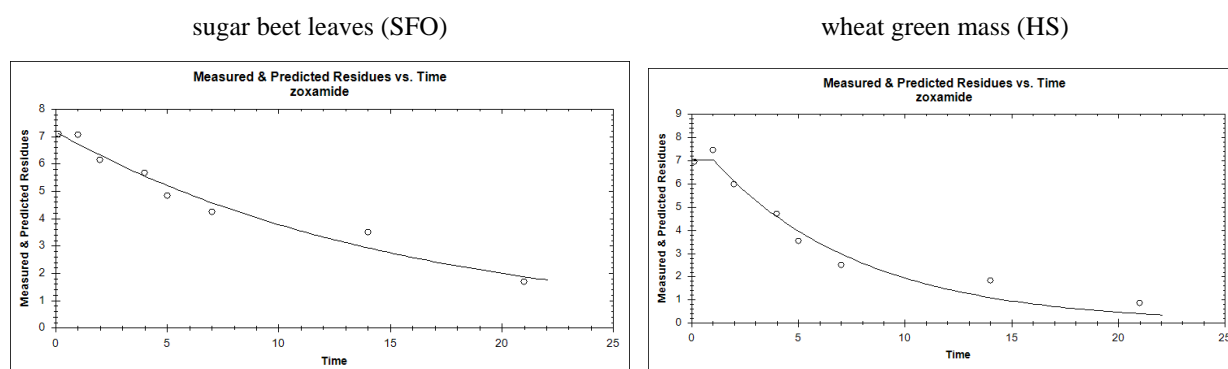 sugar beet leaves (SFO)
wheat green mass (HS)
Measured & Predicted Residues vs. Time
zoxamide
Measured & Predicted Residues
8
7
6
5
4
3
2
1
0
0 5 10 15 20 25
Time
Measured & Predicted Residues vs. Time
zoxamide
Measured & Predicted Residues
9
8
7
6
5
4
3
2
1
0
0 5 10 15 20 25
Time